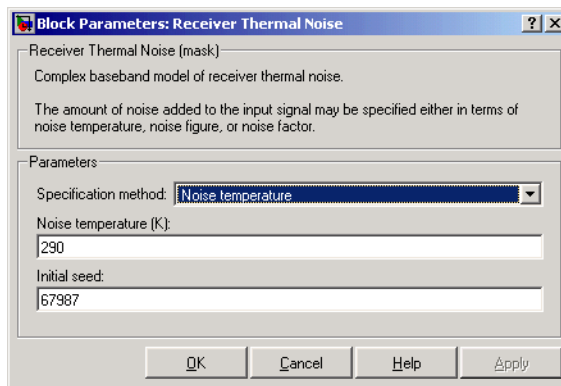 Block Parameters: Receiver Thermal Noise
Receiver Thermal Noise (mask)
Complex baseband model of receiver thermal noise.
The amount of noise added to the input signal may be specified either in terms of
noise temperature, noise figure, or noise factor.
Parameters
Specification method: Noise temperature
Noise temperature (K):
290
Initial seed:
67987
OK Cancel Help Apply